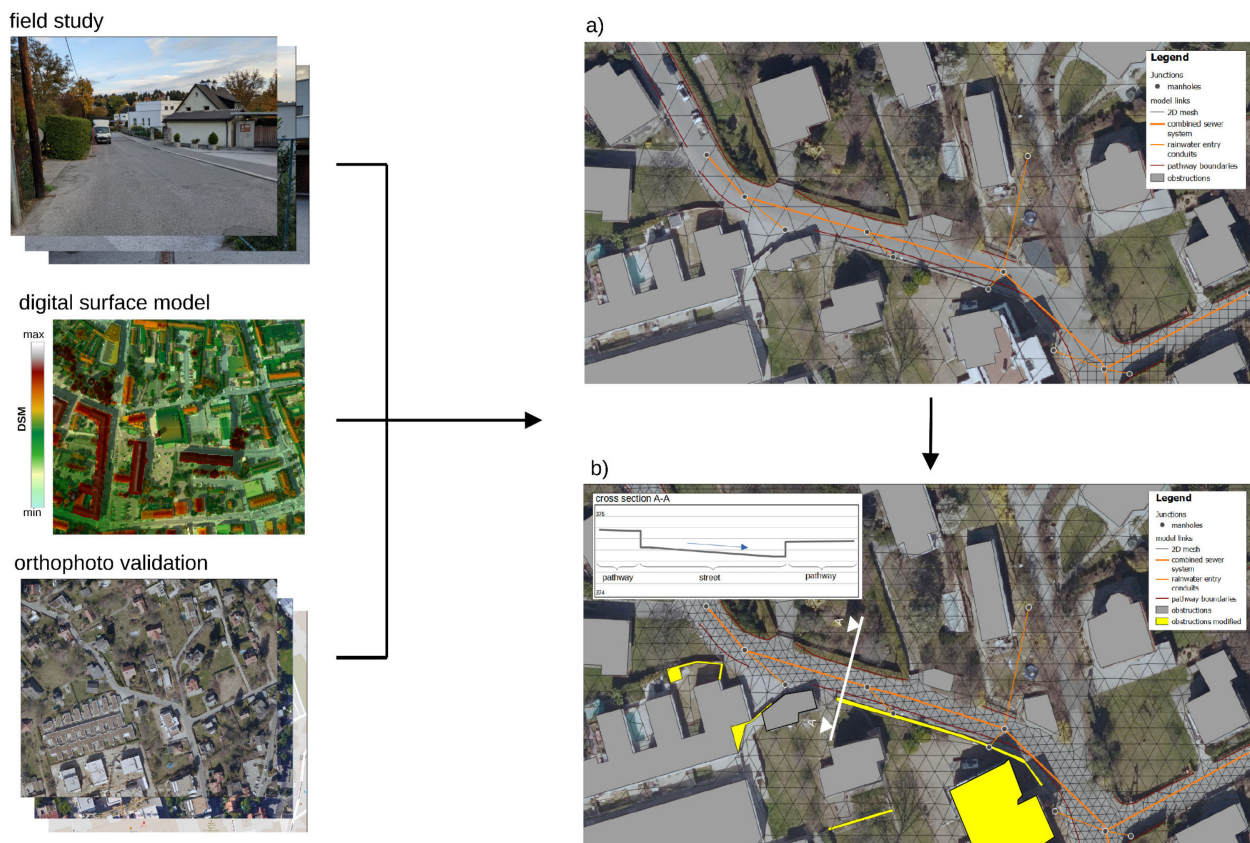 field study
digital surface model
max
DSM
min
orthophoto validation
a)
Legend
Junctions
manholes
model links
2D mesh
combined sewer
system
rainwater entry
conduits
pathway boundaries
obstructions
b)
cross section A-A
375
pathway
street
pathway
374
A
A
Legend
Junctions
manholes
model links
2D mesh
combined sewer
system
rainwater entry
conduits
pathway boundaries
obstructions
obstructions modified